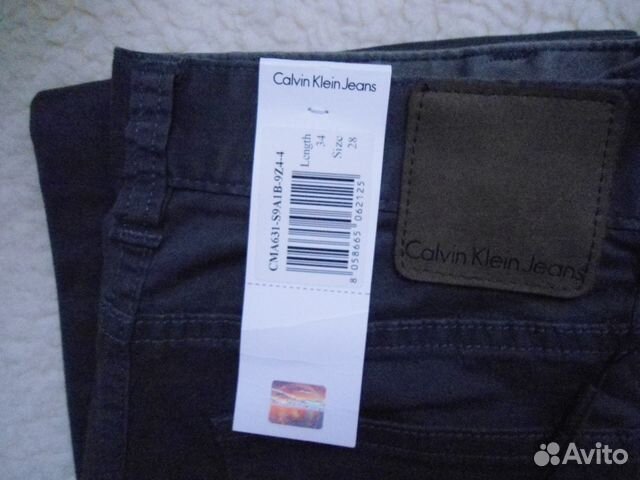 Calvin Klein Jeans
Length 34
Size 28
CMA631-S9A1B-9Z4-4
8 058665 062125
Calvin Klein Jeans
Avito